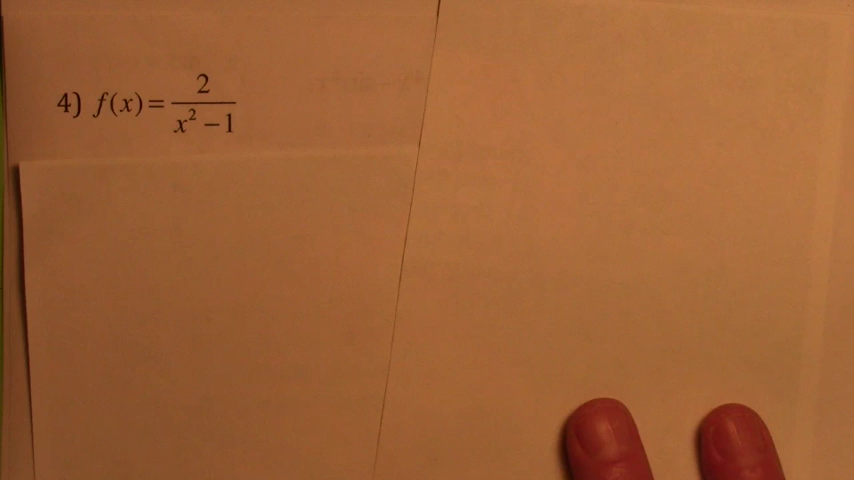 4) f(x) = 2/(x² − 1)